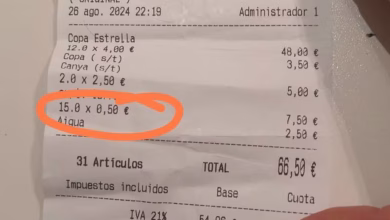 26 ago. 2024 22:19 Administrador 1
Copa Estrella
12.0 x 4,00 € 48,00 €
Copa (s/t) 3,50 €
Canya (s/t)
2.0 x 2,50 € 5,00 €
15.0 x 0,50 € 7,50 €
Aigua 2,50 €
31 Artículos TOTAL 66,50 €
Impuestos incluidos Base Cuota
IVA 21%